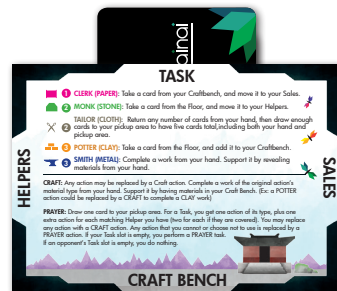 ainai
TASK
1 CLERK (PAPER): Take a card from your Craftbench, and move it to your Sales.
2 MONK (STONE): Take a card from the Floor, and move it to your Helpers.
2 TAILOR (CLOTH): Return any number of cards from your hand, then draw enough
cards to your pickup area to have five cards total,including both your hand and
pickup area.
3 POTTER (CLAY): Take a card from the Floor, and add it to your Craftbench.
3 SMITH (METAL): Complete a work from your hand. Support it by revealing
materials from your hand.
HELPERS
SALES
CRAFT: Any action may be replaced by a Craft action. Complete a work of the original action's
material type from your hand. Support it by having materials in your Craft Bench. (Ex: a POTTER
action could be replaced by a CRAFT to complete a CLAY work)
PRAYER: Draw one card to your pickup area. For a Task, you get one action of its type, plus one
extra action for each matching Helper you have (two for each if they are covered). You may replace
any action with a CRAFT action. Any action that you cannot or choose not to use is replaced by a
PRAYER action. If your Task slot is empty, you perform a PRAYER task.
If an opponent's Task slot is empty, you do nothing.
CRAFT BENCH